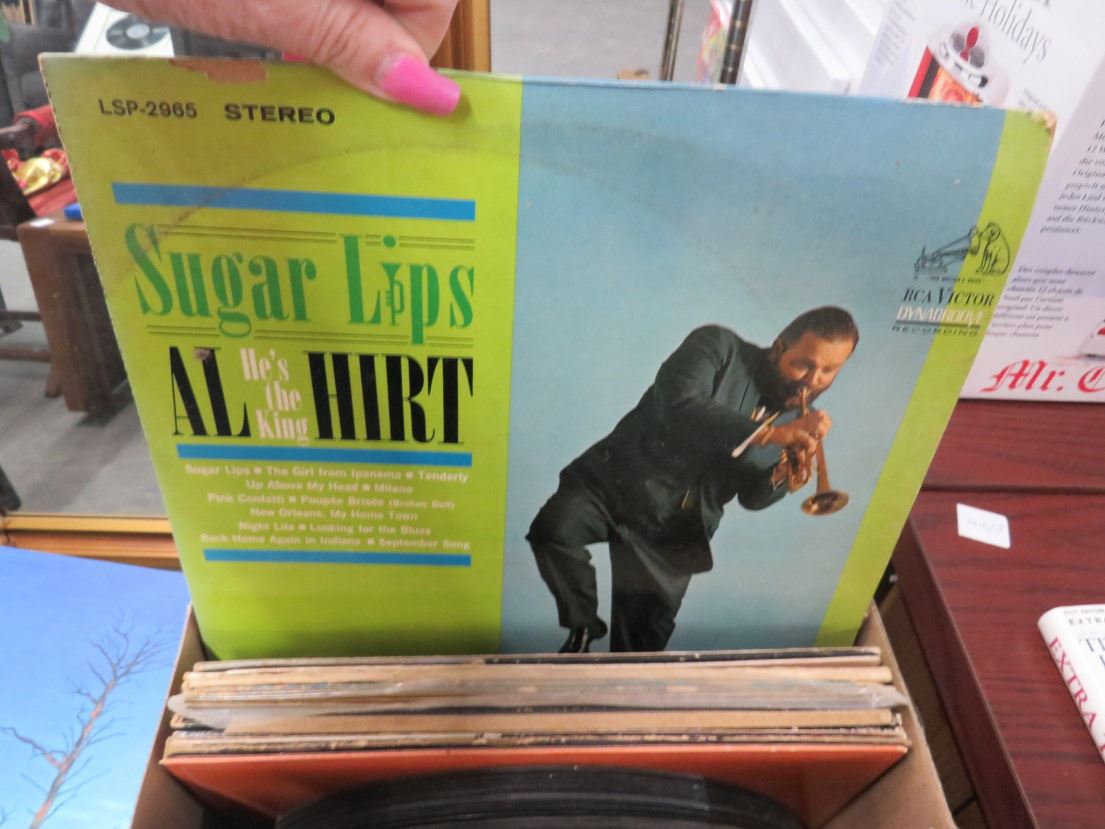 LSP-2965 STEREO
Sugar Lips
AL He's the King HIRT
Sugar Lips ■ The Girl from Ipanema ■ Tenderly
Up Above My Head ■ Milano
Pink Confetti ■ Poupée Brisée (Broken Doll)
New Orleans, My Home Town
Night Life ■ Looking for the Blues
Back Home Again in Indiana ■ September Song
RCA VICTOR
DYNAGROOVE
RECORDING
Holidays
Mr.
EXTRA